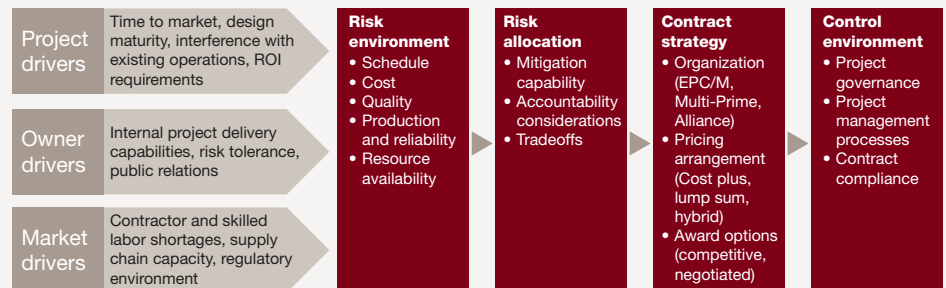 Project
drivers
Time to market, design
maturity, interference with
existing operations, ROI
requirements
Owner
drivers
Internal project delivery
capabilities, risk tolerance,
public relations
Market
drivers
Contractor and skilled
labor shortages, supply
chain capacity, regulatory
environment
Risk
environment
• Schedule
• Cost
• Quality
• Production
and reliability
• Resource
availability
Risk
allocation
• Mitigation
capability
• Accountability
considerations
• Tradeoffs
Contract
strategy
• Organization
(EPC/M,
Multi-Prime,
Alliance)
• Pricing
arrangement
(Cost plus,
lump sum,
hybrid)
• Award options
(competitive,
negotiated)
Control
environment
• Project
governance
• Project
management
processes
• Contract
compliance